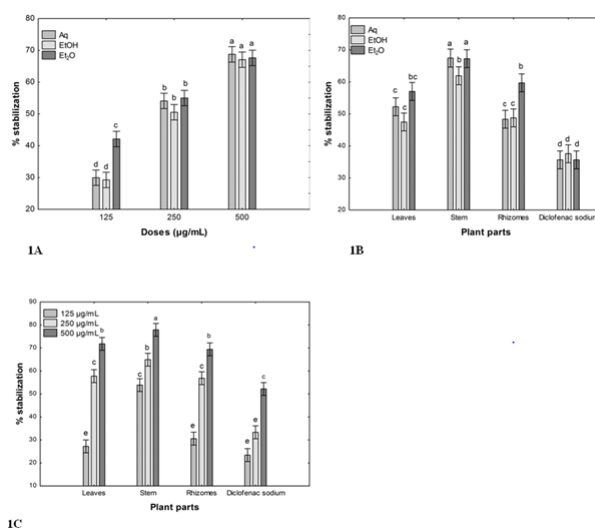 80
70
60
50
40
30
20
% stabilization
Aq
EtOH
Et₂O
d d c
b b b
a a a
125 250 500
Doses (µg/mL)
1A
80
70
60
50
40
30
20
% stabilization
Aq
EtOH
Et₂O
c c bc
a b a
c c b
d d d
Leaves Stem Rhizomes Diclofenac sodium
Plant parts
1B
90
80
70
60
50
40
30
20
10
% stabilization
125 µg/mL
250 µg/mL
500 µg/mL
e c b
c b a
e c b
e e c
Leaves Stem Rhizomes Diclofenac sodium
Plant parts
1C